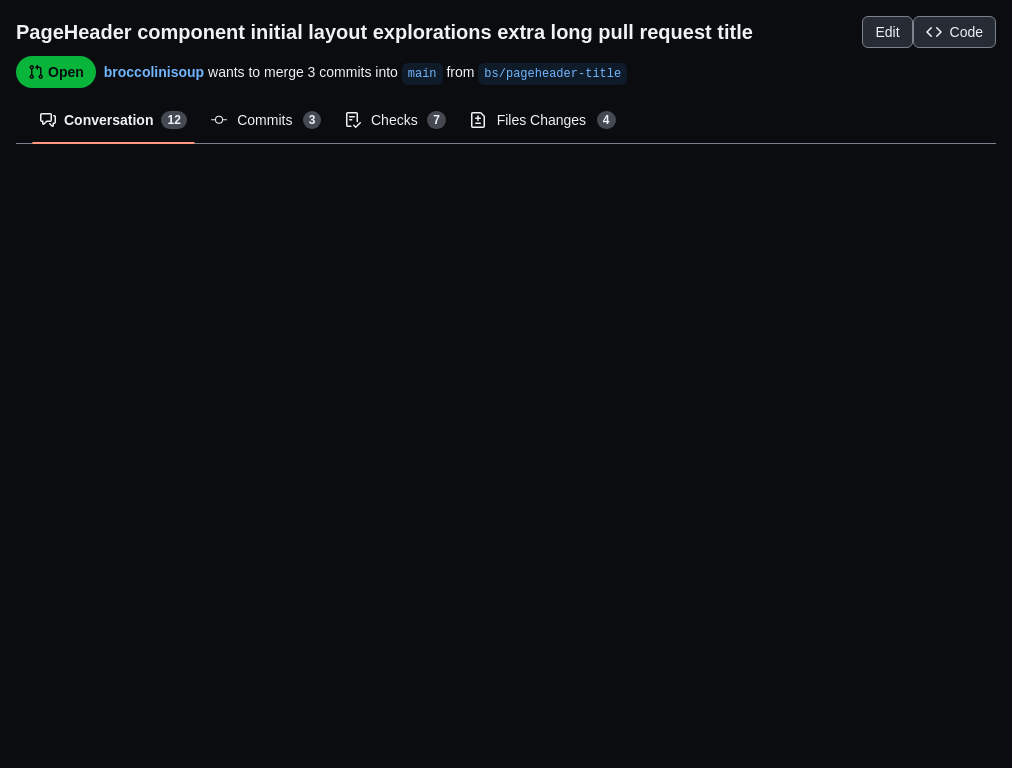 PageHeader component initial layout explorations extra long pull request title
Edit
Code
Open
broccolinisoup wants to merge 3 commits into main from bs/pageheader-title
Conversation 12
Commits 3
Checks 7
Files Changes 4